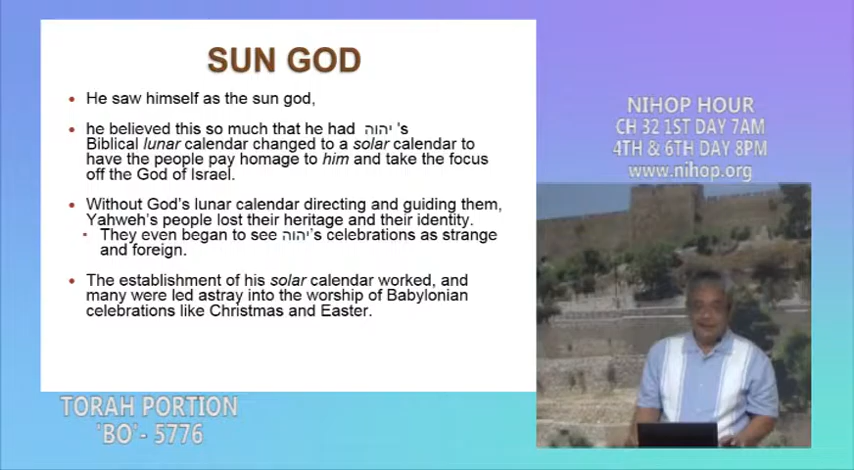 SUN GOD
• He saw himself as the sun god,
• he believed this so much that he had יהוה 's
Biblical lunar calendar changed to a solar calendar to
have the people pay homage to him and take the focus
off the God of Israel.
• Without God's lunar calendar directing and guiding them,
Yahweh's people lost their heritage and their identity.
- They even began to see יהוה's celebrations as strange
and foreign.
• The establishment of his solar calendar worked, and
many were led astray into the worship of Babylonian
celebrations like Christmas and Easter.
NIHOP HOUR
CH 32 1ST DAY 7AM
4TH & 6TH DAY 8PM
www.nihop.org
TORAH PORTION
'BO'- 5776